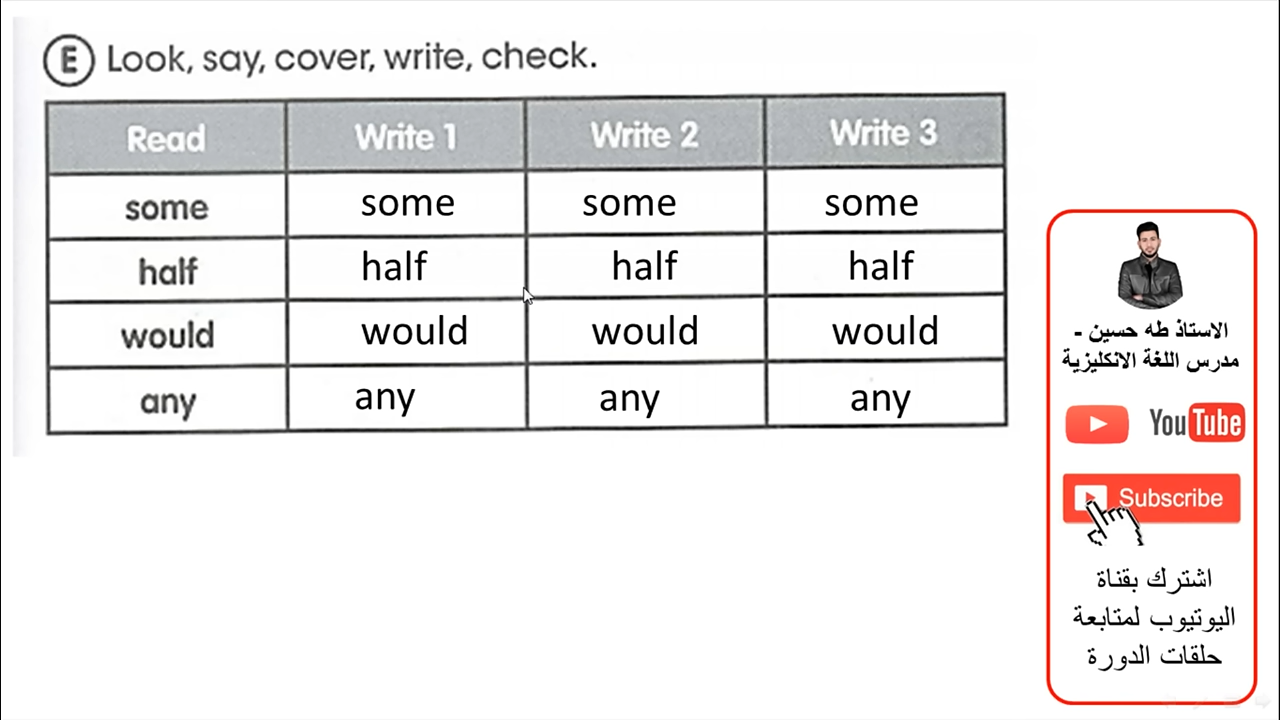 E Look, say, cover, write, check.
Read Write 1 Write 2 Write 3
some some some some
half half half half
would would would would
any any any any
الاستاذ طه حسين -
مدرس اللغة الانكليزية
YouTube
Subscribe
اشترك بقناة
اليوتيوب لمتابعة
حلقات الدورة